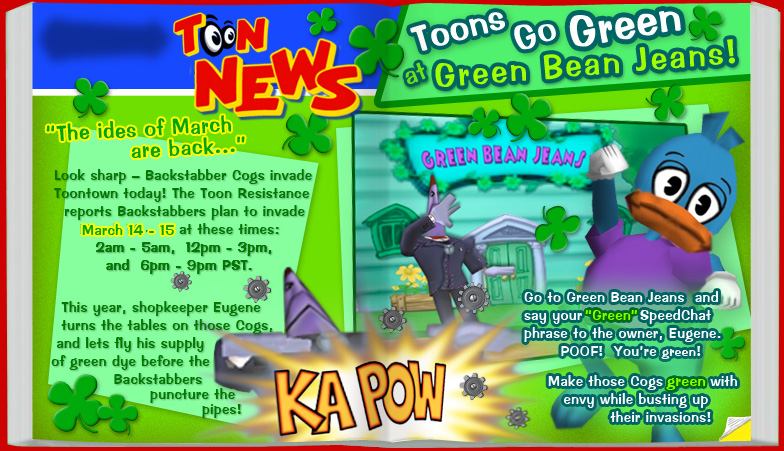 TOON
NEWS
Toons Go Green
at Green Bean Jeans!
"The ides of March
are back..."
Look sharp – Backstabber Cogs invade
Toontown today! The Toon Resistance
reports Backstabbers plan to invade
March 14 - 15 at these times:
2am - 5am, 12pm - 3pm,
and 6pm - 9pm PST.
This year, shopkeeper Eugene
turns the tables on those Cogs,
and lets fly his supply
of green dye before the
Backstabbers
puncture the
pipes!
GREEN BEAN JEANS
KA POW
Go to Green Bean Jeans and
say your "Green" SpeedChat
phrase to the owner, Eugene.
POOF! You're green!
Make those Cogs green with
envy while busting up
their invasions!